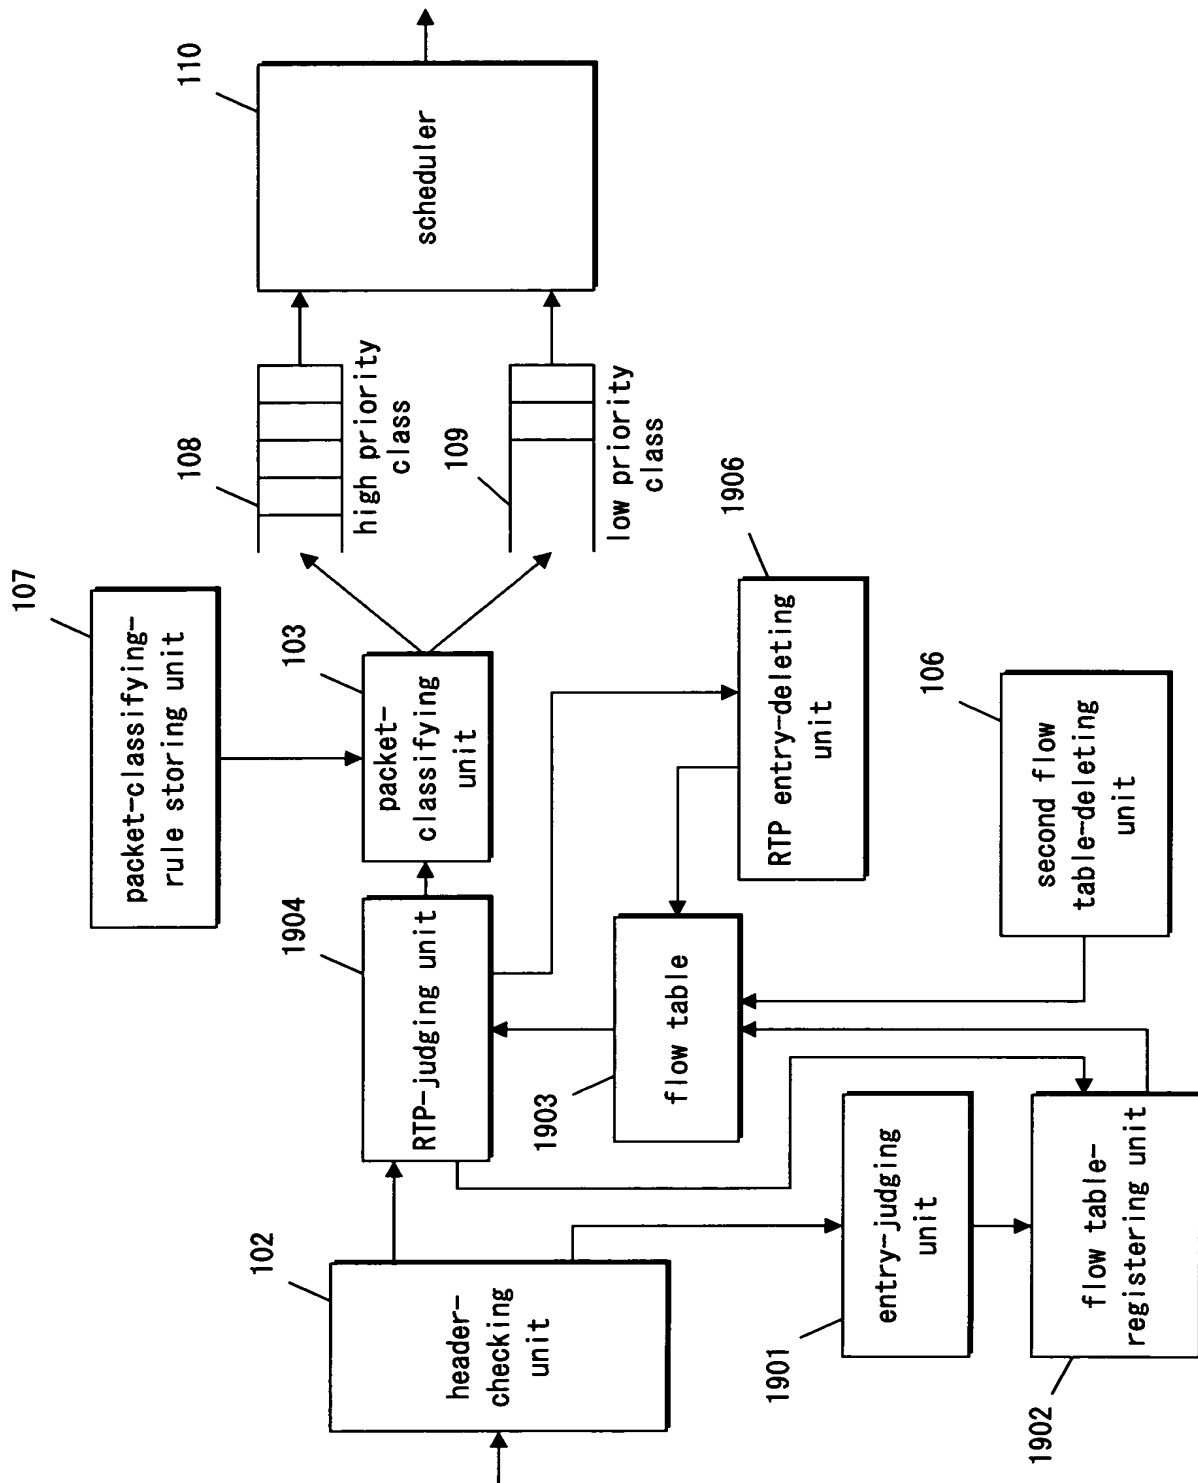 107
packet-classifying-
rule storing unit
108
high priority
class
110
scheduler
102
header-
checking
unit
1904
RTP-judging unit
103
packet-
classifying
unit
109
low priority
class
1903
flow table
1906
RTP entry-deleting
unit
1901
entry-judging
unit
1902
flow table-
registering unit
106
second flow
table-deleting
unit